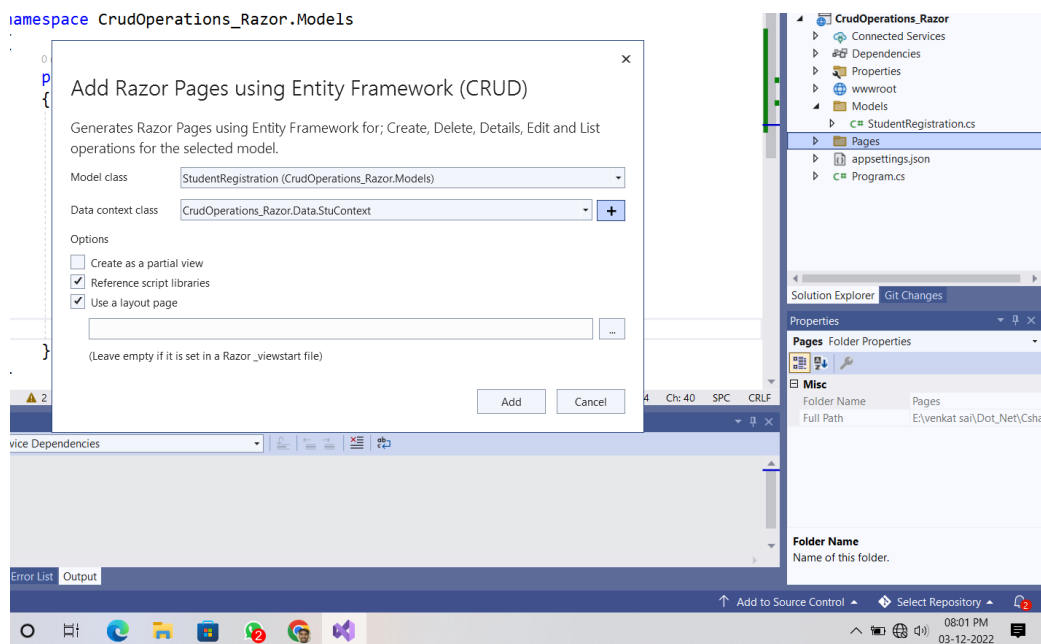 namespace CrudOperations_Razor.Models
0
p
{
}
Add Razor Pages using Entity Framework (CRUD)
Generates Razor Pages using Entity Framework for; Create, Delete, Details, Edit and List
operations for the selected model.
Model class
StudentRegistration (CrudOperations_Razor.Models)
Data context class
CrudOperations_Razor.Data.StuContext
+
Options
Create as a partial view
Reference script libraries
Use a layout page
...
(Leave empty if it is set in a Razor _viewstart file)
Add
Cancel
2
4 Ch: 40 SPC CRLF
vice Dependencies
Error List
Output
CrudOperations_Razor
Connected Services
Dependencies
Properties
wwwroot
Models
C# StudentRegistration.cs
Pages
appsettings.json
C# Program.cs
Solution Explorer
Git Changes
Properties
Pages Folder Properties
Misc
Folder Name Pages
Full Path E:\venkat sai\Dot_Net\Csha
Folder Name
Name of this folder.
Add to Source Control
Select Repository
2
2
08:01 PM
03-12-2022